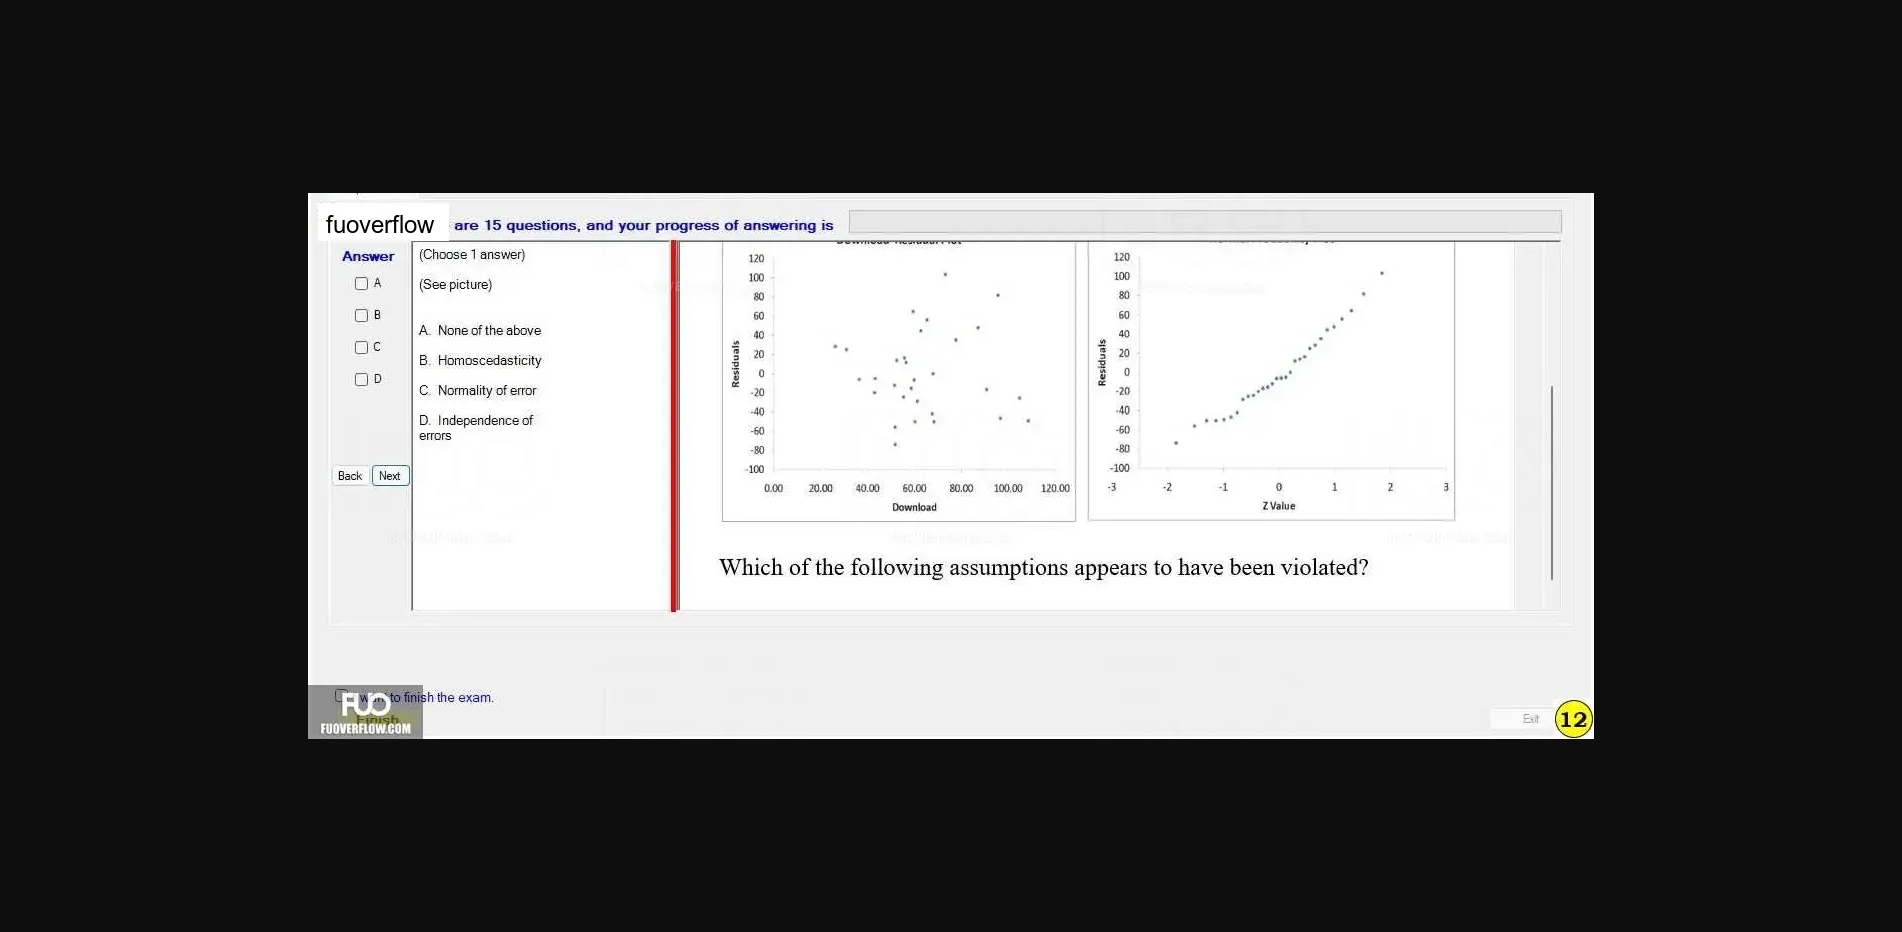 fuoverflow are 15 questions, and your progress of answering is
Answer
A
B
C
D
Back Next
(Choose 1 answer)
(See picture)
A. None of the above
B. Homoscedasticity
C. Normality of error
D. Independence of
errors
120
100
80
60
40
20
0
-20
-40
-60
-80
-100
Residuals
0.00 20.00 40.00 60.00 80.00 100.00 120.00
Download
120
100
80
60
40
20
0
-20
-40
-60
-80
-100
Residuals
-3 -2 -1 0 1 2 3
Z Value
Which of the following assumptions appears to have been violated?
to finish the exam.
Finish
FUO
FUOVERFLOW.COM
Exit 12